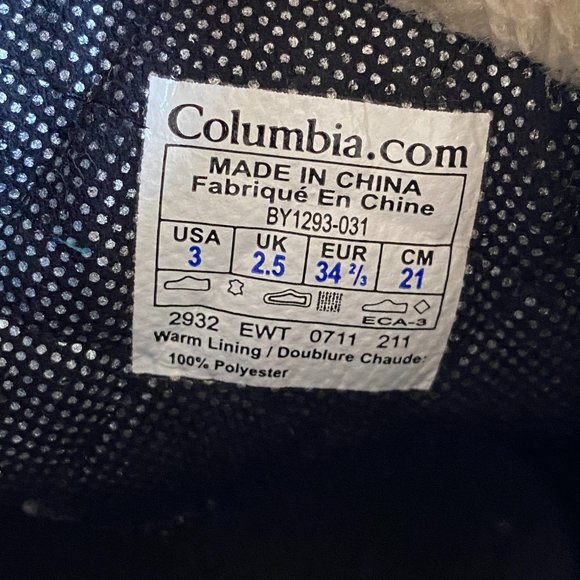 Columbia.com
MADE IN CHINA
Fabriqué En Chine
BY1293-031
USA UK EUR CM
3 2.5 34 2/3 21
ECA-3
2932 EWT 0711 211
Warm Lining / Doublure Chaude:
100% Polyester